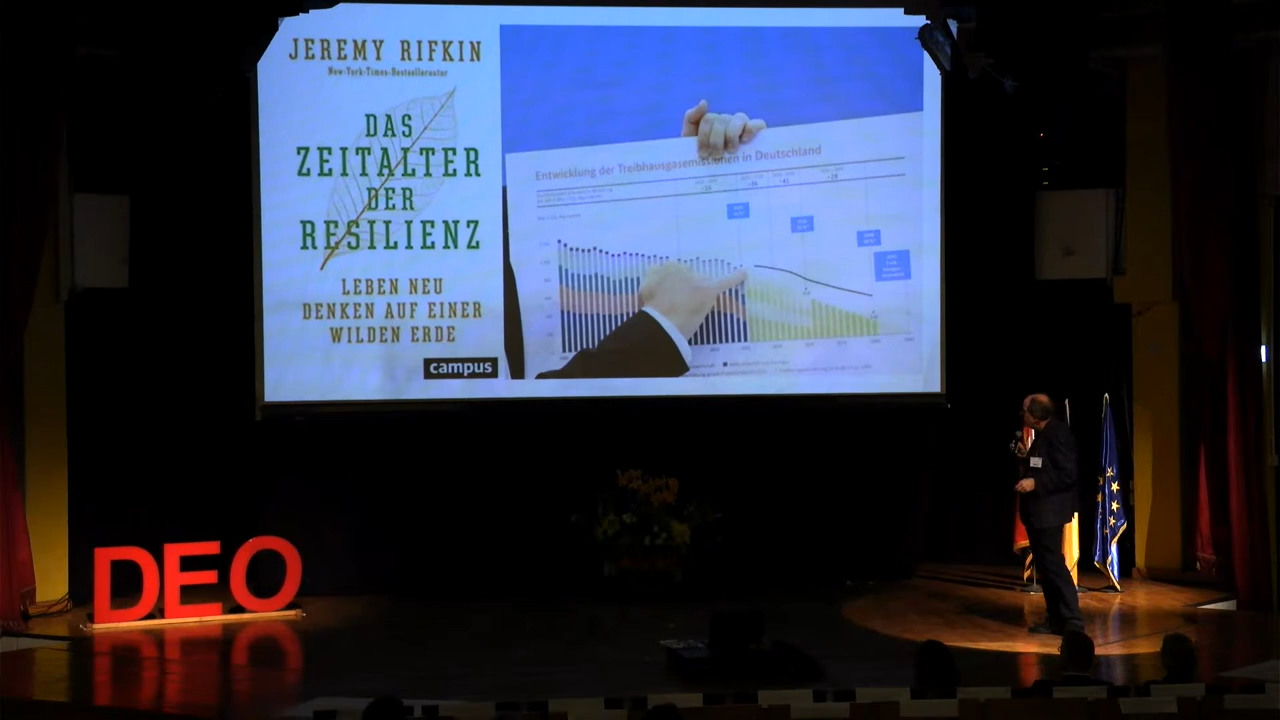 JEREMY RIFKIN
New-York-Times-Bestsellerautor
DAS
ZEITALTER
DER
RESILIENZ
LEBEN NEU
DENKEN AUF EINER
WILDEN ERDE
campus
Entwicklung der Treibhausgasemissionen in Deutschland
DEO